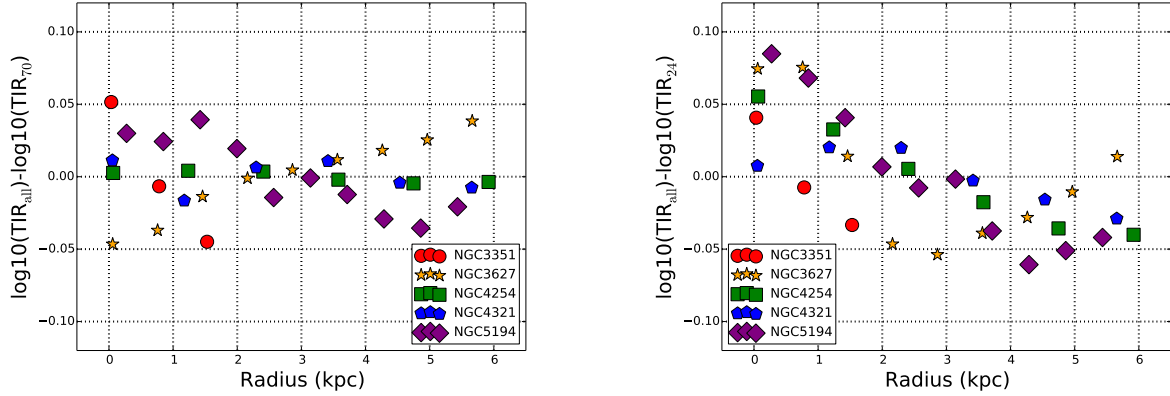 log10(TIR_all)-log10(TIR_70)
0.10
0.05
0.00
−0.05
−0.10
0 1 2 3 4 5 6
Radius (kpc)
NGC3351
NGC3627
NGC4254
NGC4321
NGC5194
log10(TIR_all)-log10(TIR_24)
0.10
0.05
0.00
−0.05
−0.10
0 1 2 3 4 5 6
Radius (kpc)
NGC3351
NGC3627
NGC4254
NGC4321
NGC5194